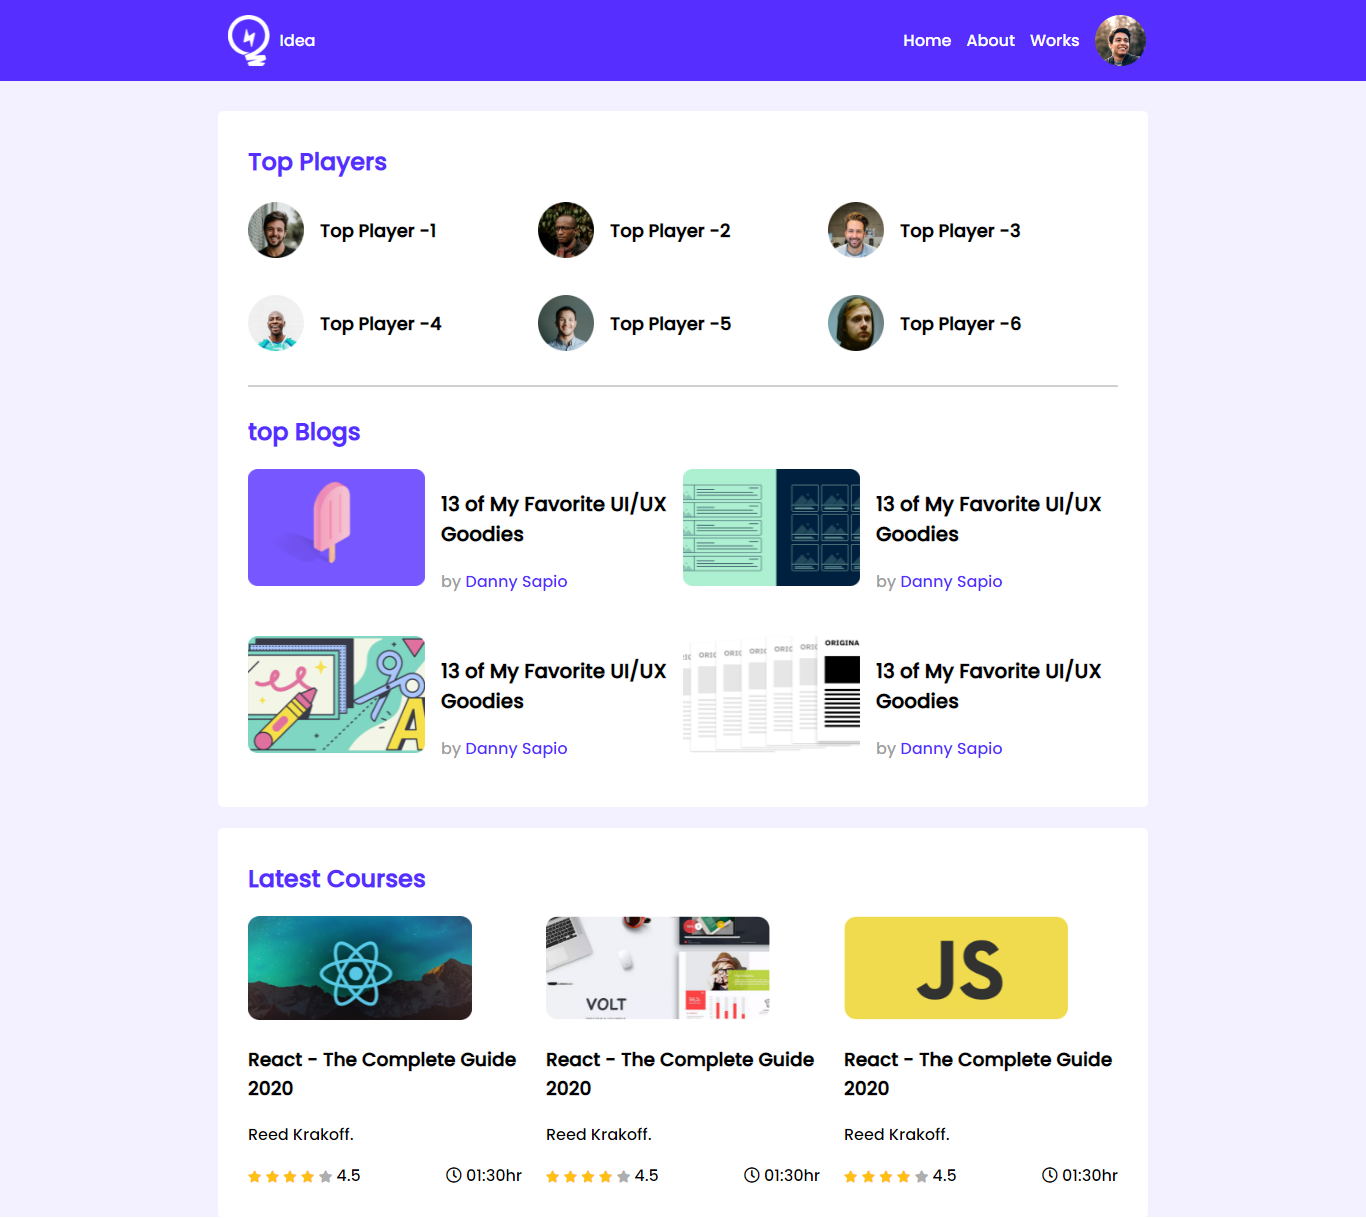 Idea
Home About Works
Top Players
Top Player -1
Top Player -2
Top Player -3
Top Player -4
Top Player -5
Top Player -6
top Blogs
13 of My Favorite UI/UX
Goodies
by Danny Sapio
13 of My Favorite UI/UX
Goodies
by Danny Sapio
A
13 of My Favorite UI/UX
Goodies
by Danny Sapio
ORIGINA
13 of My Favorite UI/UX
Goodies
by Danny Sapio
Latest Courses
React - The Complete Guide
2020
Reed Krakoff.
4.5
01:30hr
VOLT
React - The Complete Guide
2020
Reed Krakoff.
4.5
01:30hr
JS
React - The Complete Guide
2020
Reed Krakoff.
4.5
01:30hr